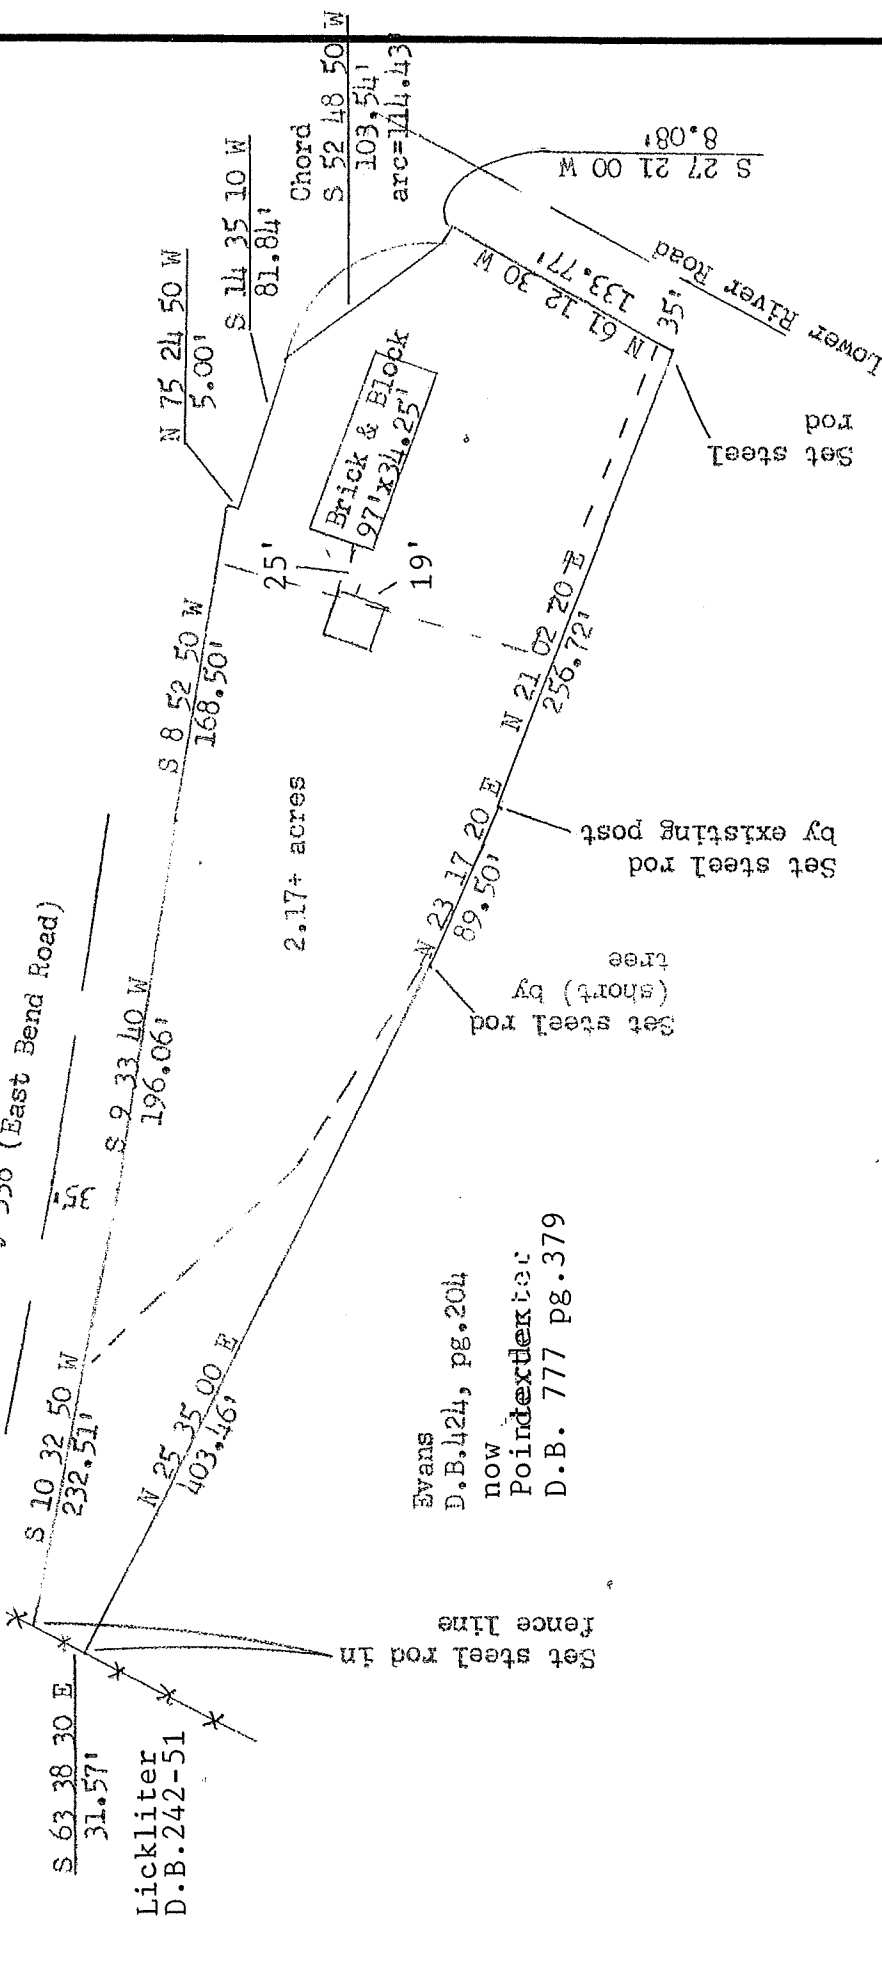 S 63 38 30 E
31.57'
Lickliter
D.B.242-51
Set steel rod in
fence line
S 10 32 50 W
232.51'
N 25 35 00 E
403.46'
Evans
D.B.424, pg.204
now
D.B. 777 pg.379
35'
(East Bend Road)
S 9 33 40 W
196.06'
2.17+ acres
Set steel rod
(short) by
tree
N 23 17 20 E
89.50'
Set steel rod
by existing post
S 8 52 50 W
168.50'
25'
19'
N 21 02 20 E
256.72'
N 75 24 50 W
5.00'
S 14 35 10 W
81.84'
Brick & Block
97'x34.25'
Chord
S 52 48 50 W
103.54'
arc=114.43'
S 27 21 00 W
8.08'
N 61 12 30 W
133.77'
35'
Lower River Road
Set steel
rod